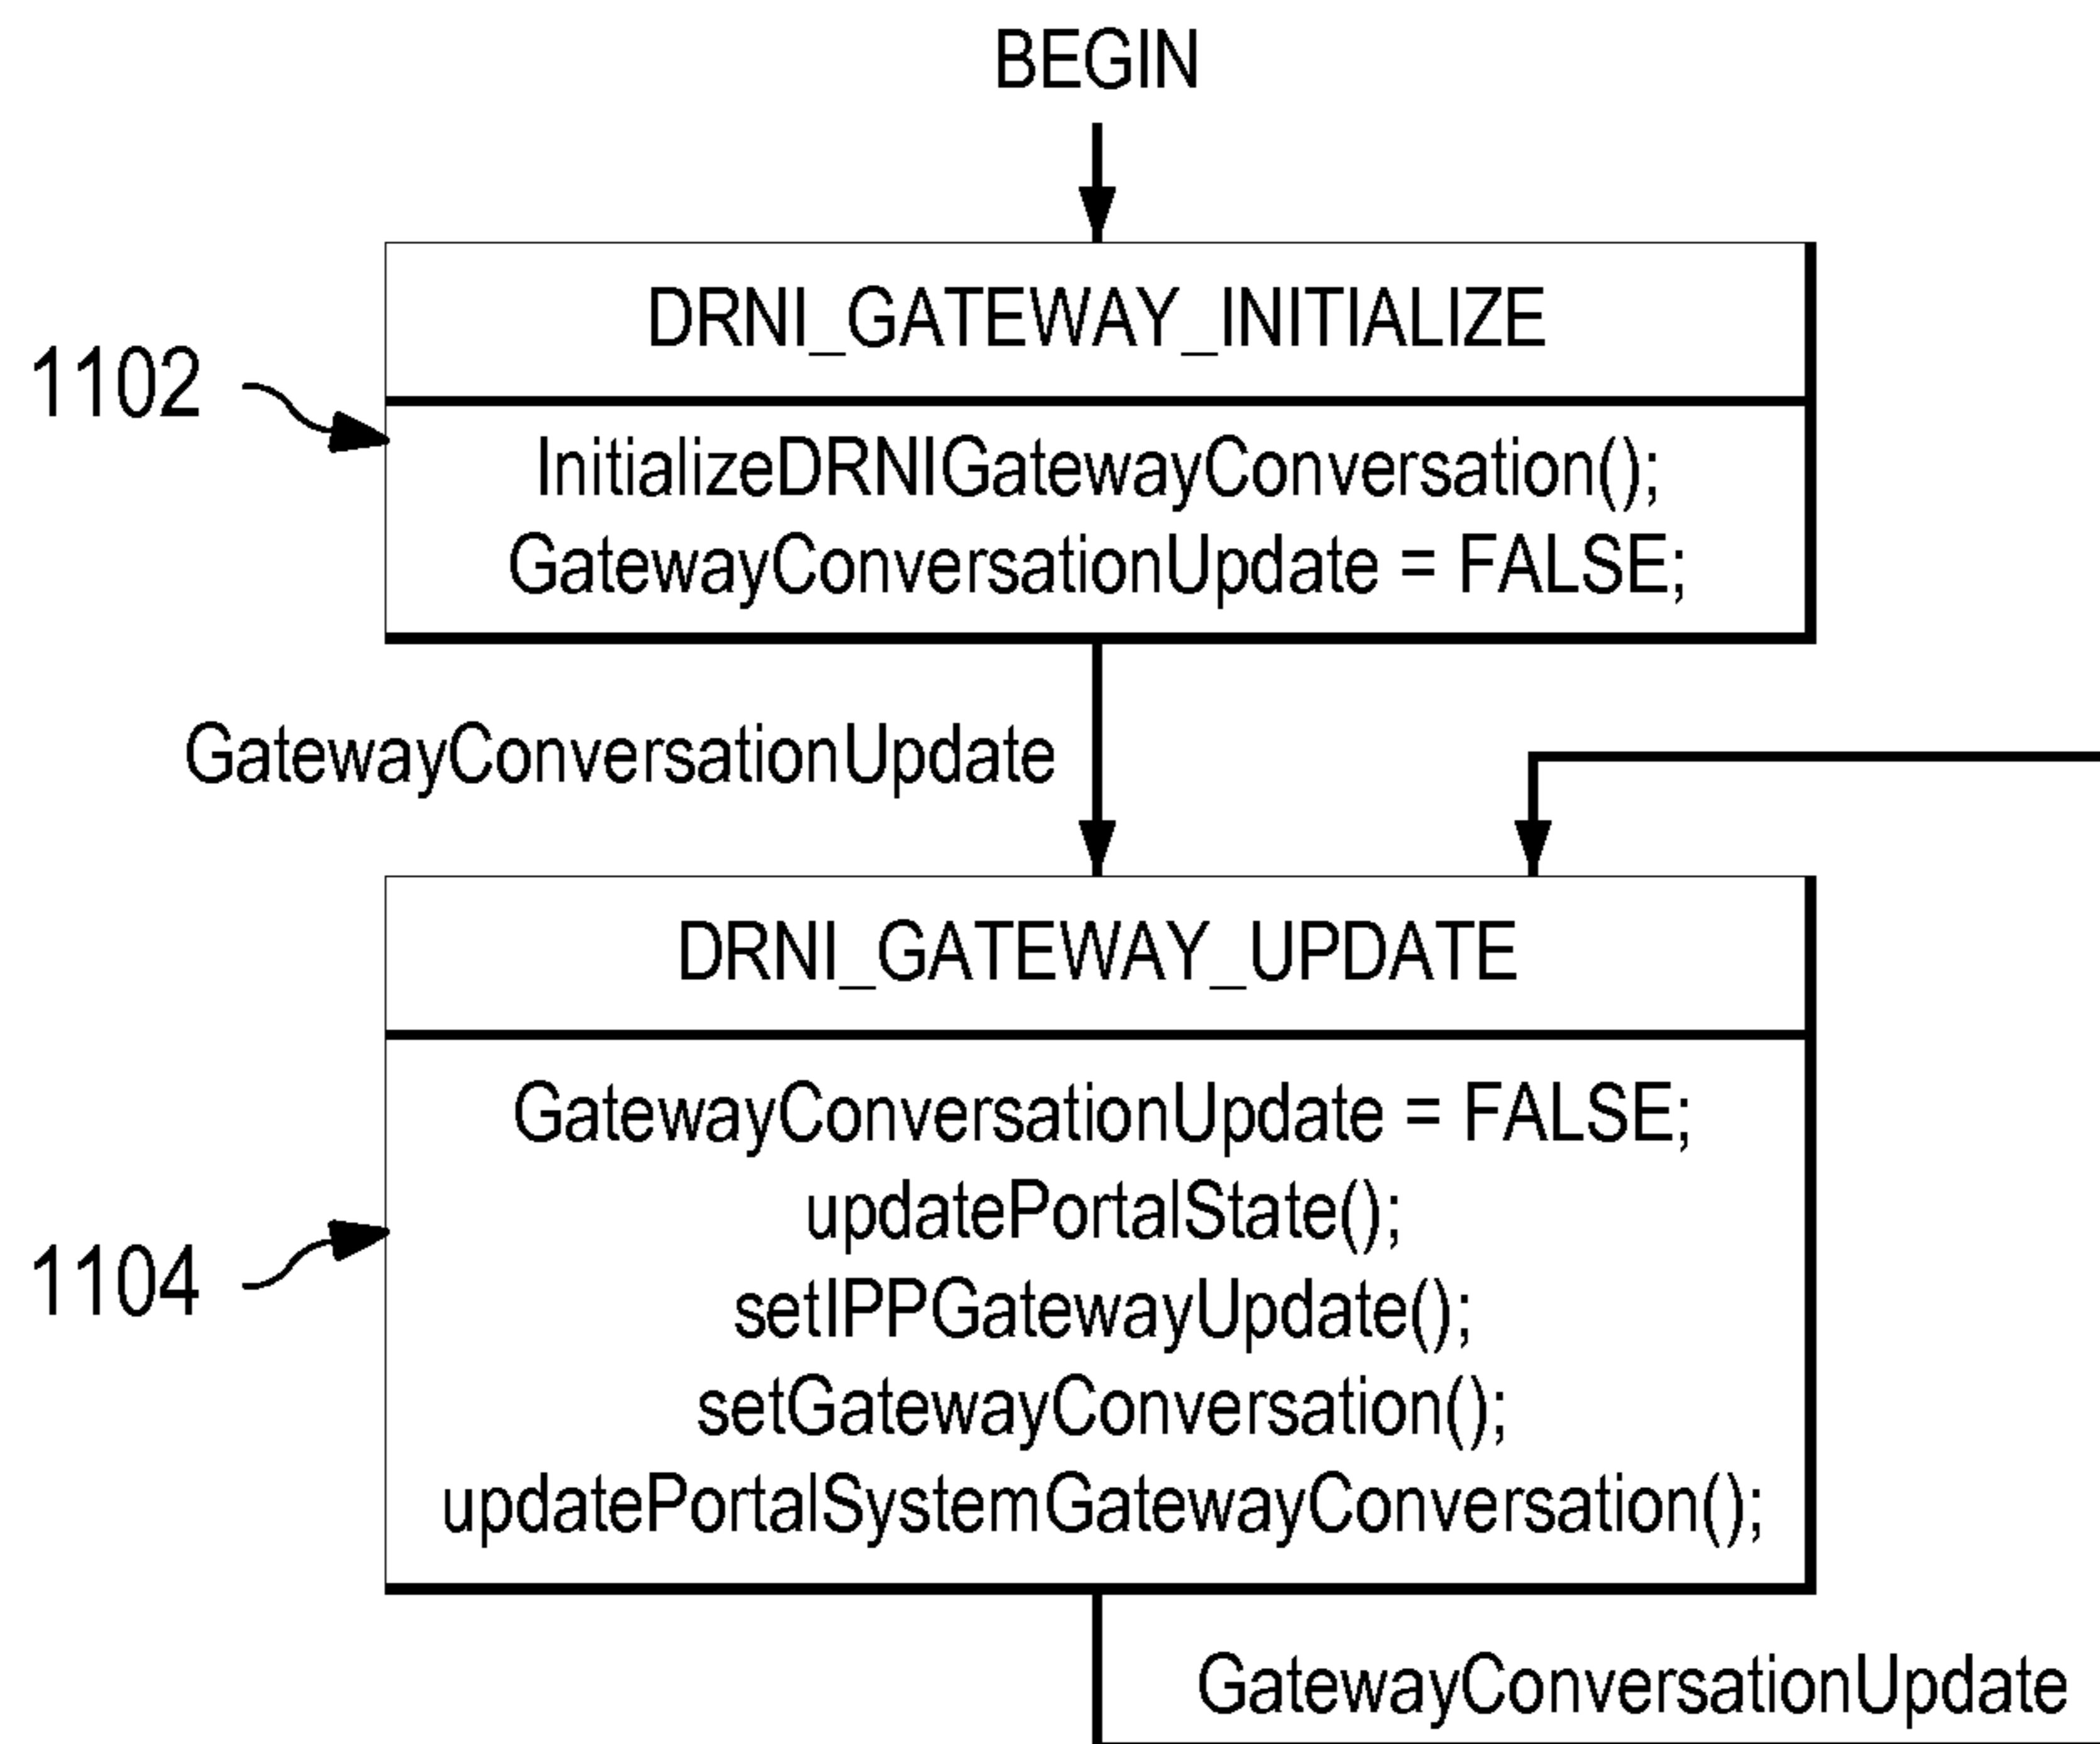 BEGIN
DRNI_GATEWAY_INITIALIZE
1102
InitializeDRNIGatewayConversation();
GatewayConversationUpdate = FALSE;
GatewayConversationUpdate
DRNI_GATEWAY_UPDATE
GatewayConversationUpdate = FALSE;
updatePortalState();
1104
setIPPGatewayUpdate();
setGatewayConversation();
updatePortalSystemGatewayConversation();
GatewayConversationUpdate